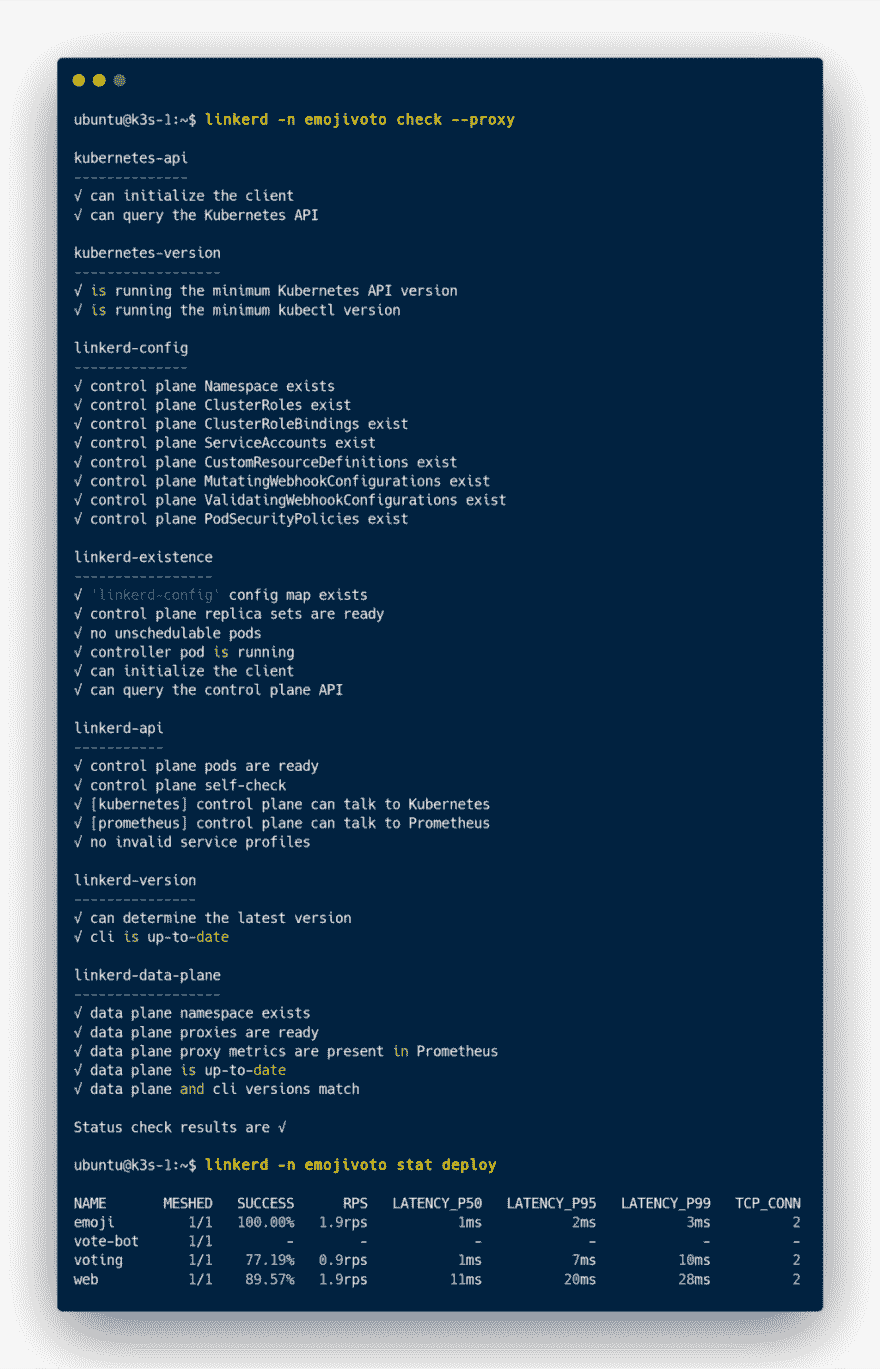 ubuntu@k3s-1:~$ linkerd -n emojivoto check --proxy
kubernetes-api
--------------
√ can initialize the client
√ can query the Kubernetes API
kubernetes-version
------------------
√ is running the minimum Kubernetes API version
√ is running the minimum kubectl version
linkerd-config
--------------
√ control plane Namespace exists
√ control plane ClusterRoles exist
√ control plane ClusterRoleBindings exist
√ control plane ServiceAccounts exist
√ control plane CustomResourceDefinitions exist
√ control plane MutatingWebhookConfigurations exist
√ control plane ValidatingWebhookConfigurations exist
√ control plane PodSecurityPolicies exist
linkerd-existence
-----------------
√ 'linkerd-config' config map exists
√ control plane replica sets are ready
√ no unschedulable pods
√ controller pod is running
√ can initialize the client
√ can query the control plane API
linkerd-api
-----------
√ control plane pods are ready
√ control plane self-check
√ [kubernetes] control plane can talk to Kubernetes
√ [prometheus] control plane can talk to Prometheus
√ no invalid service profiles
linkerd-version
---------------
√ can determine the latest version
√ cli is up-to-date
linkerd-data-plane
------------------
√ data plane namespace exists
√ data plane proxies are ready
√ data plane proxy metrics are present in Prometheus
√ data plane is up-to-date
√ data plane and cli versions match
Status check results are √
ubuntu@k3s-1:~$ linkerd -n emojivoto stat deploy
NAME MESHED SUCCESS RPS LATENCY_P50 LATENCY_P95 LATENCY_P99 TCP_CONN
emoji 1/1 100.00% 1.9rps 1ms 2ms 3ms 2
vote-bot 1/1 - - - - - -
voting 1/1 77.19% 0.9rps 1ms 7ms 10ms 2
web 1/1 89.57% 1.9rps 11ms 20ms 28ms 2